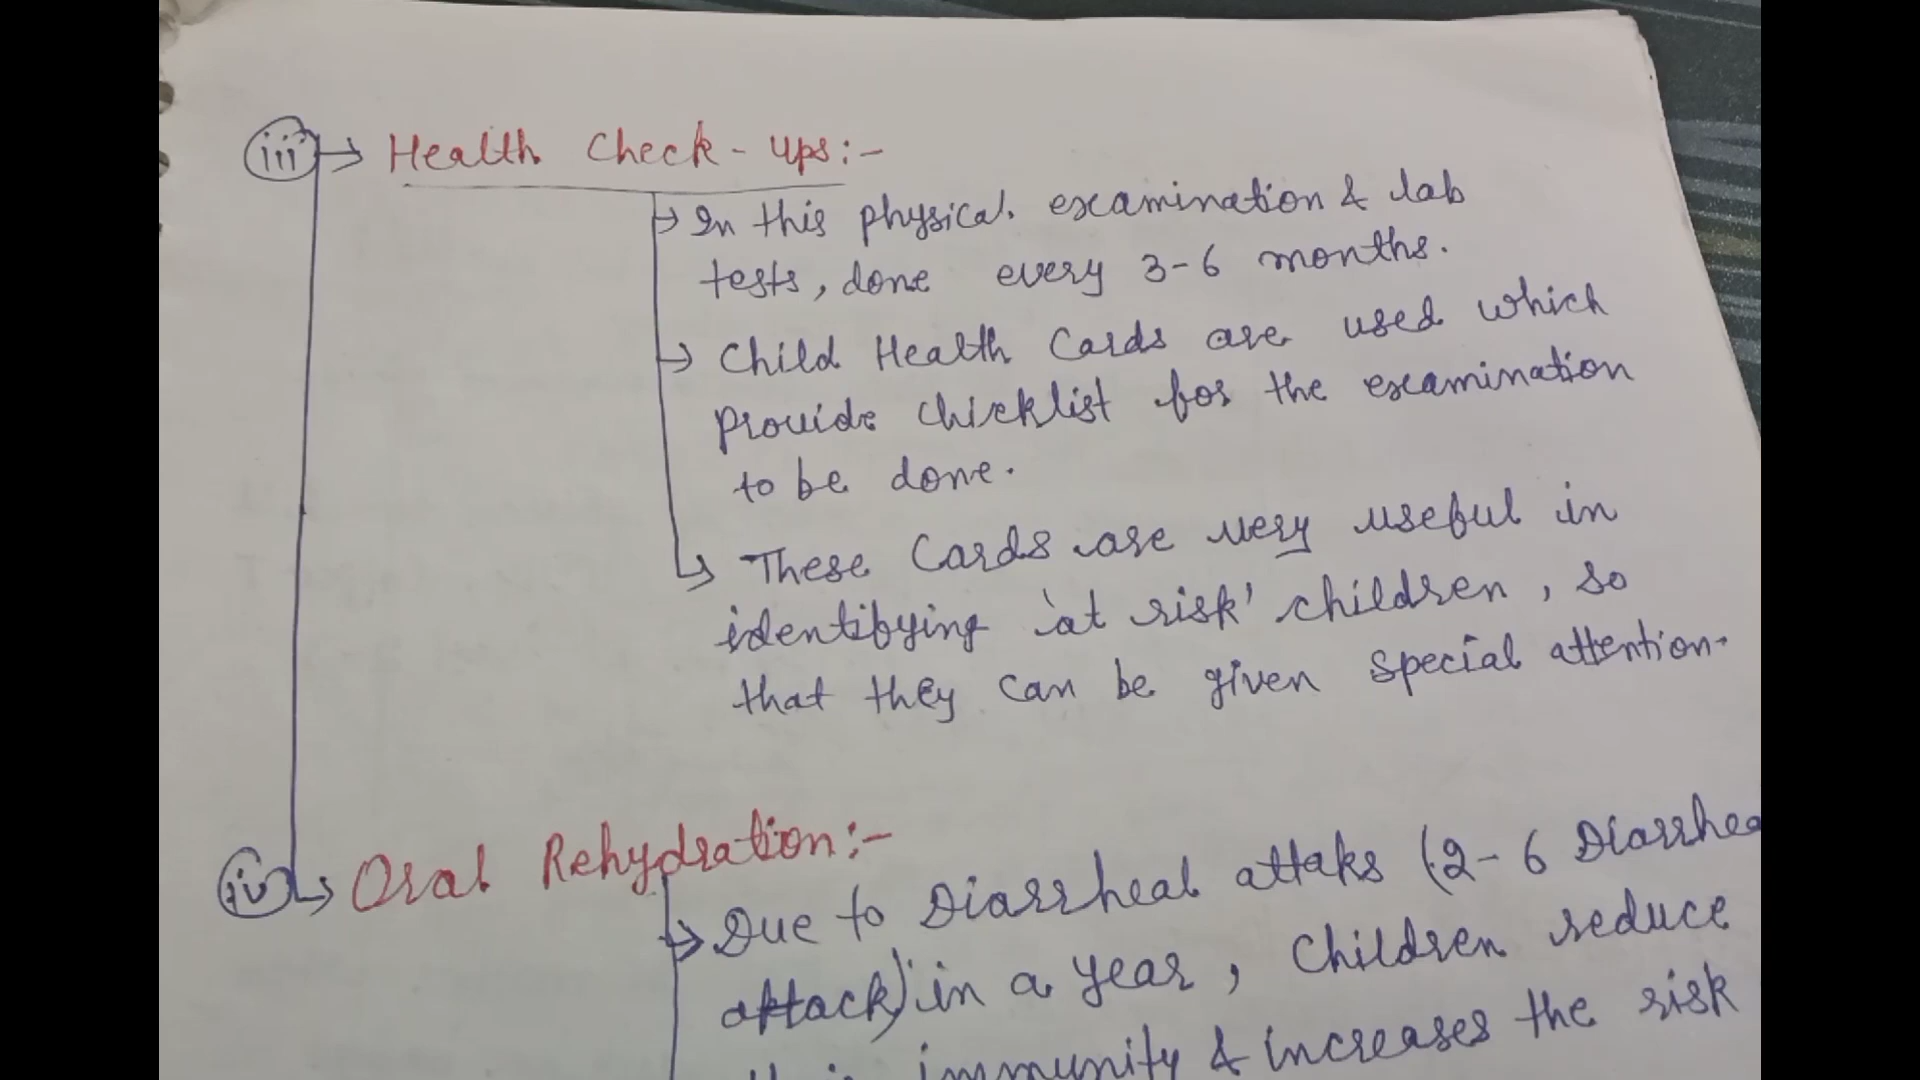 iii → Health Check-ups:-
→ In this physical. examination & lab
tests, done every 3-6 months.
→ Child Health Cards are used which
Provide Chicklist for the examination
to be done.
↳ These Cards are very useful in
identifying 'at risk' children, so
that they can be given special attention.
iv ↳ Oral Rehydration:-
→ Due to Diarrheal attaks (2-6 Diarrhea
attack) in a year, Children reduce
immunity & increases the risk